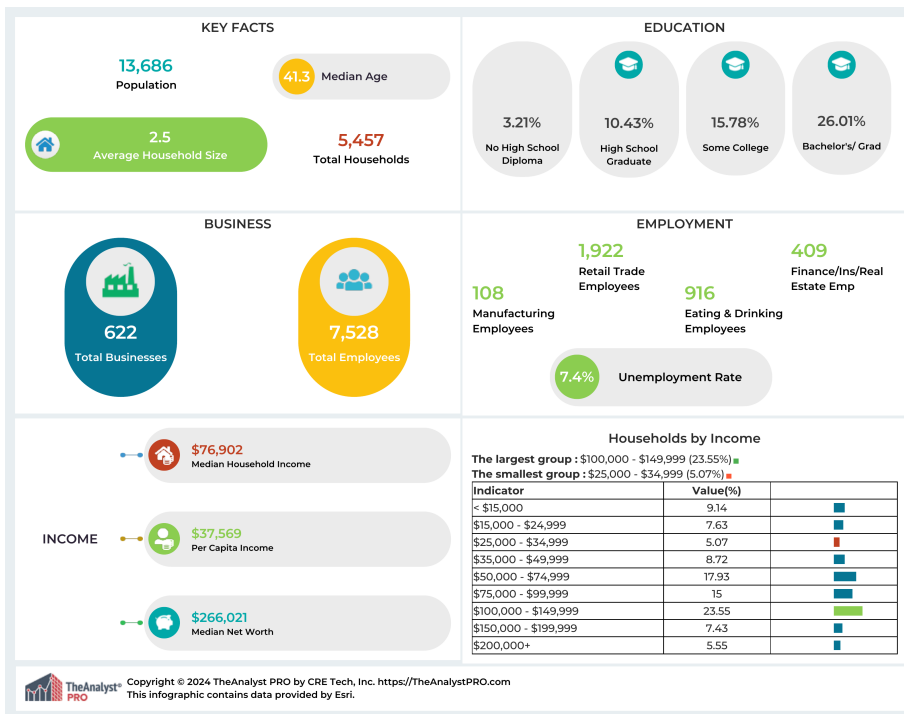 KEY FACTS
13,686
Population
41.3 Median Age
2.5
Average Household Size
5,457
Total Households
EDUCATION
3.21%
No High School
Diploma
10.43%
High School
Graduate
15.78%
Some College
26.01%
Bachelor's/ Grad
BUSINESS
622
Total Businesses
7,528
Total Employees
EMPLOYMENT
108
Manufacturing
Employees
1,922
Retail Trade
Employees
916
Eating & Drinking
Employees
409
Finance/Ins/Real
Estate Emp
7.4% Unemployment Rate
INCOME
$76,902
Median Household Income
$37,569
Per Capita Income
$266,021
Median Net Worth
Households by Income
The largest group : $100,000 - $149,999 (23.55%)
The smallest group : $25,000 - $34,999 (5.07%)
Indicator Value(%)
< $15,000 9.14
$15,000 - $24,999 7.63
$25,000 - $34,999 5.07
$35,000 - $49,999 8.72
$50,000 - $74,999 17.93
$75,000 - $99,999 15
$100,000 - $149,999 23.55
$150,000 - $199,999 7.43
$200,000+ 5.55
TheAnalyst®
PRO
Copyright © 2024 TheAnalyst PRO by CRE Tech, Inc. https://TheAnalystPRO.com
This infographic contains data provided by Esri.